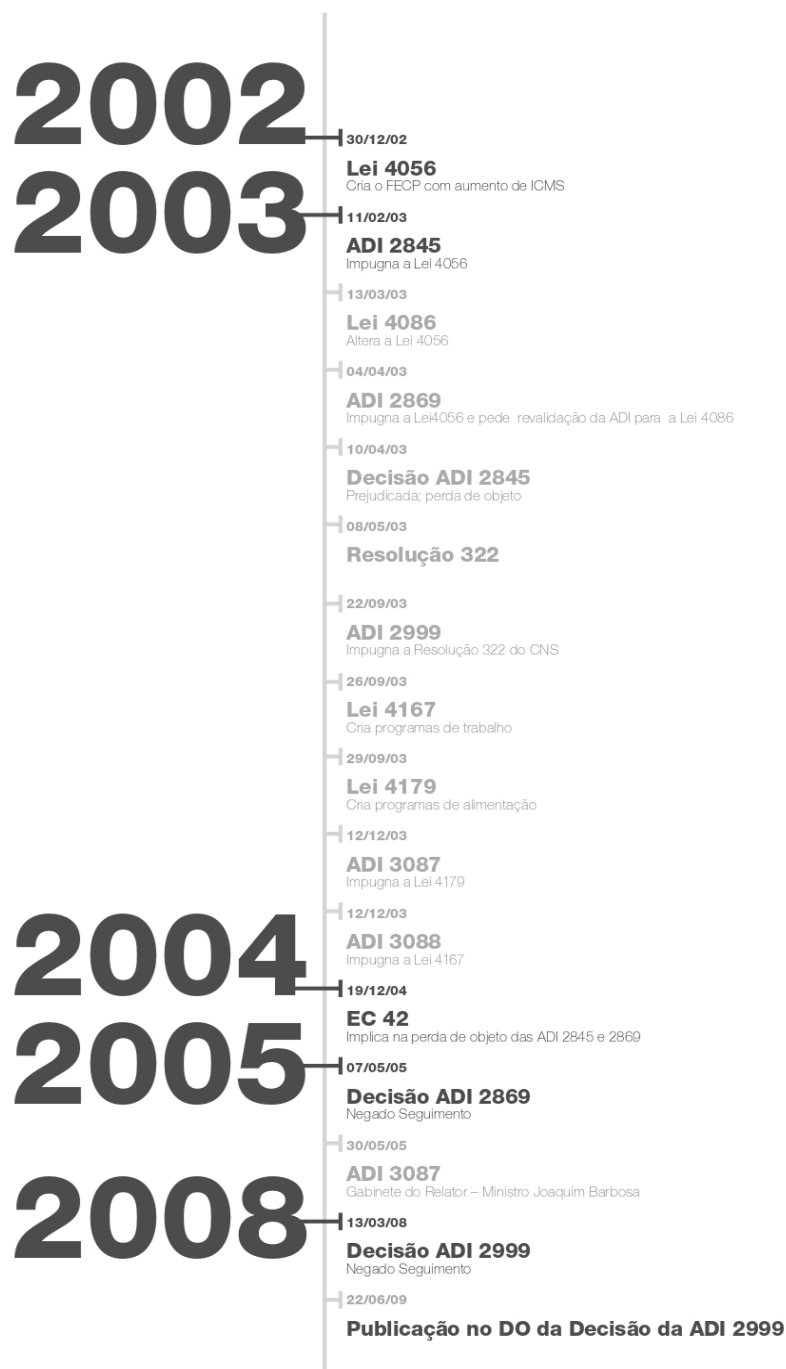 2002
30/12/02
Lei 4056
Cria o FECP com aumento de ICMS
2003
11/02/03
ADI 2845
Impugna a Lei 4056
13/03/03
Lei 4086
Altera a Lei 4056
04/04/03
ADI 2869
Impugna a Lei4056 e pede revalidação da ADI para a Lei 4086
10/04/03
Decisão ADI 2845
Prejudicada; perda de objeto
08/05/03
Resolução 322
22/09/03
ADI 2999
Impugna a Resolução 322 do CNS
26/09/03
Lei 4167
Cria programas de trabalho
29/09/03
Lei 4179
Cria programas de alimentação
12/12/03
ADI 3087
Impugna a Lei 4179
12/12/03
ADI 3088
Impugna a Lei 4167
2004
19/12/04
EC 42
Implica na perda de objeto das ADI 2845 e 2869
2005
07/05/05
Decisão ADI 2869
Negado Seguimento
30/05/05
ADI 3087
Gabinete do Relator – Ministro Joaquim Barbosa
2008
13/03/08
Decisão ADI 2999
Negado Seguimento
22/06/09
Publicação no DO da Decisão da ADI 2999